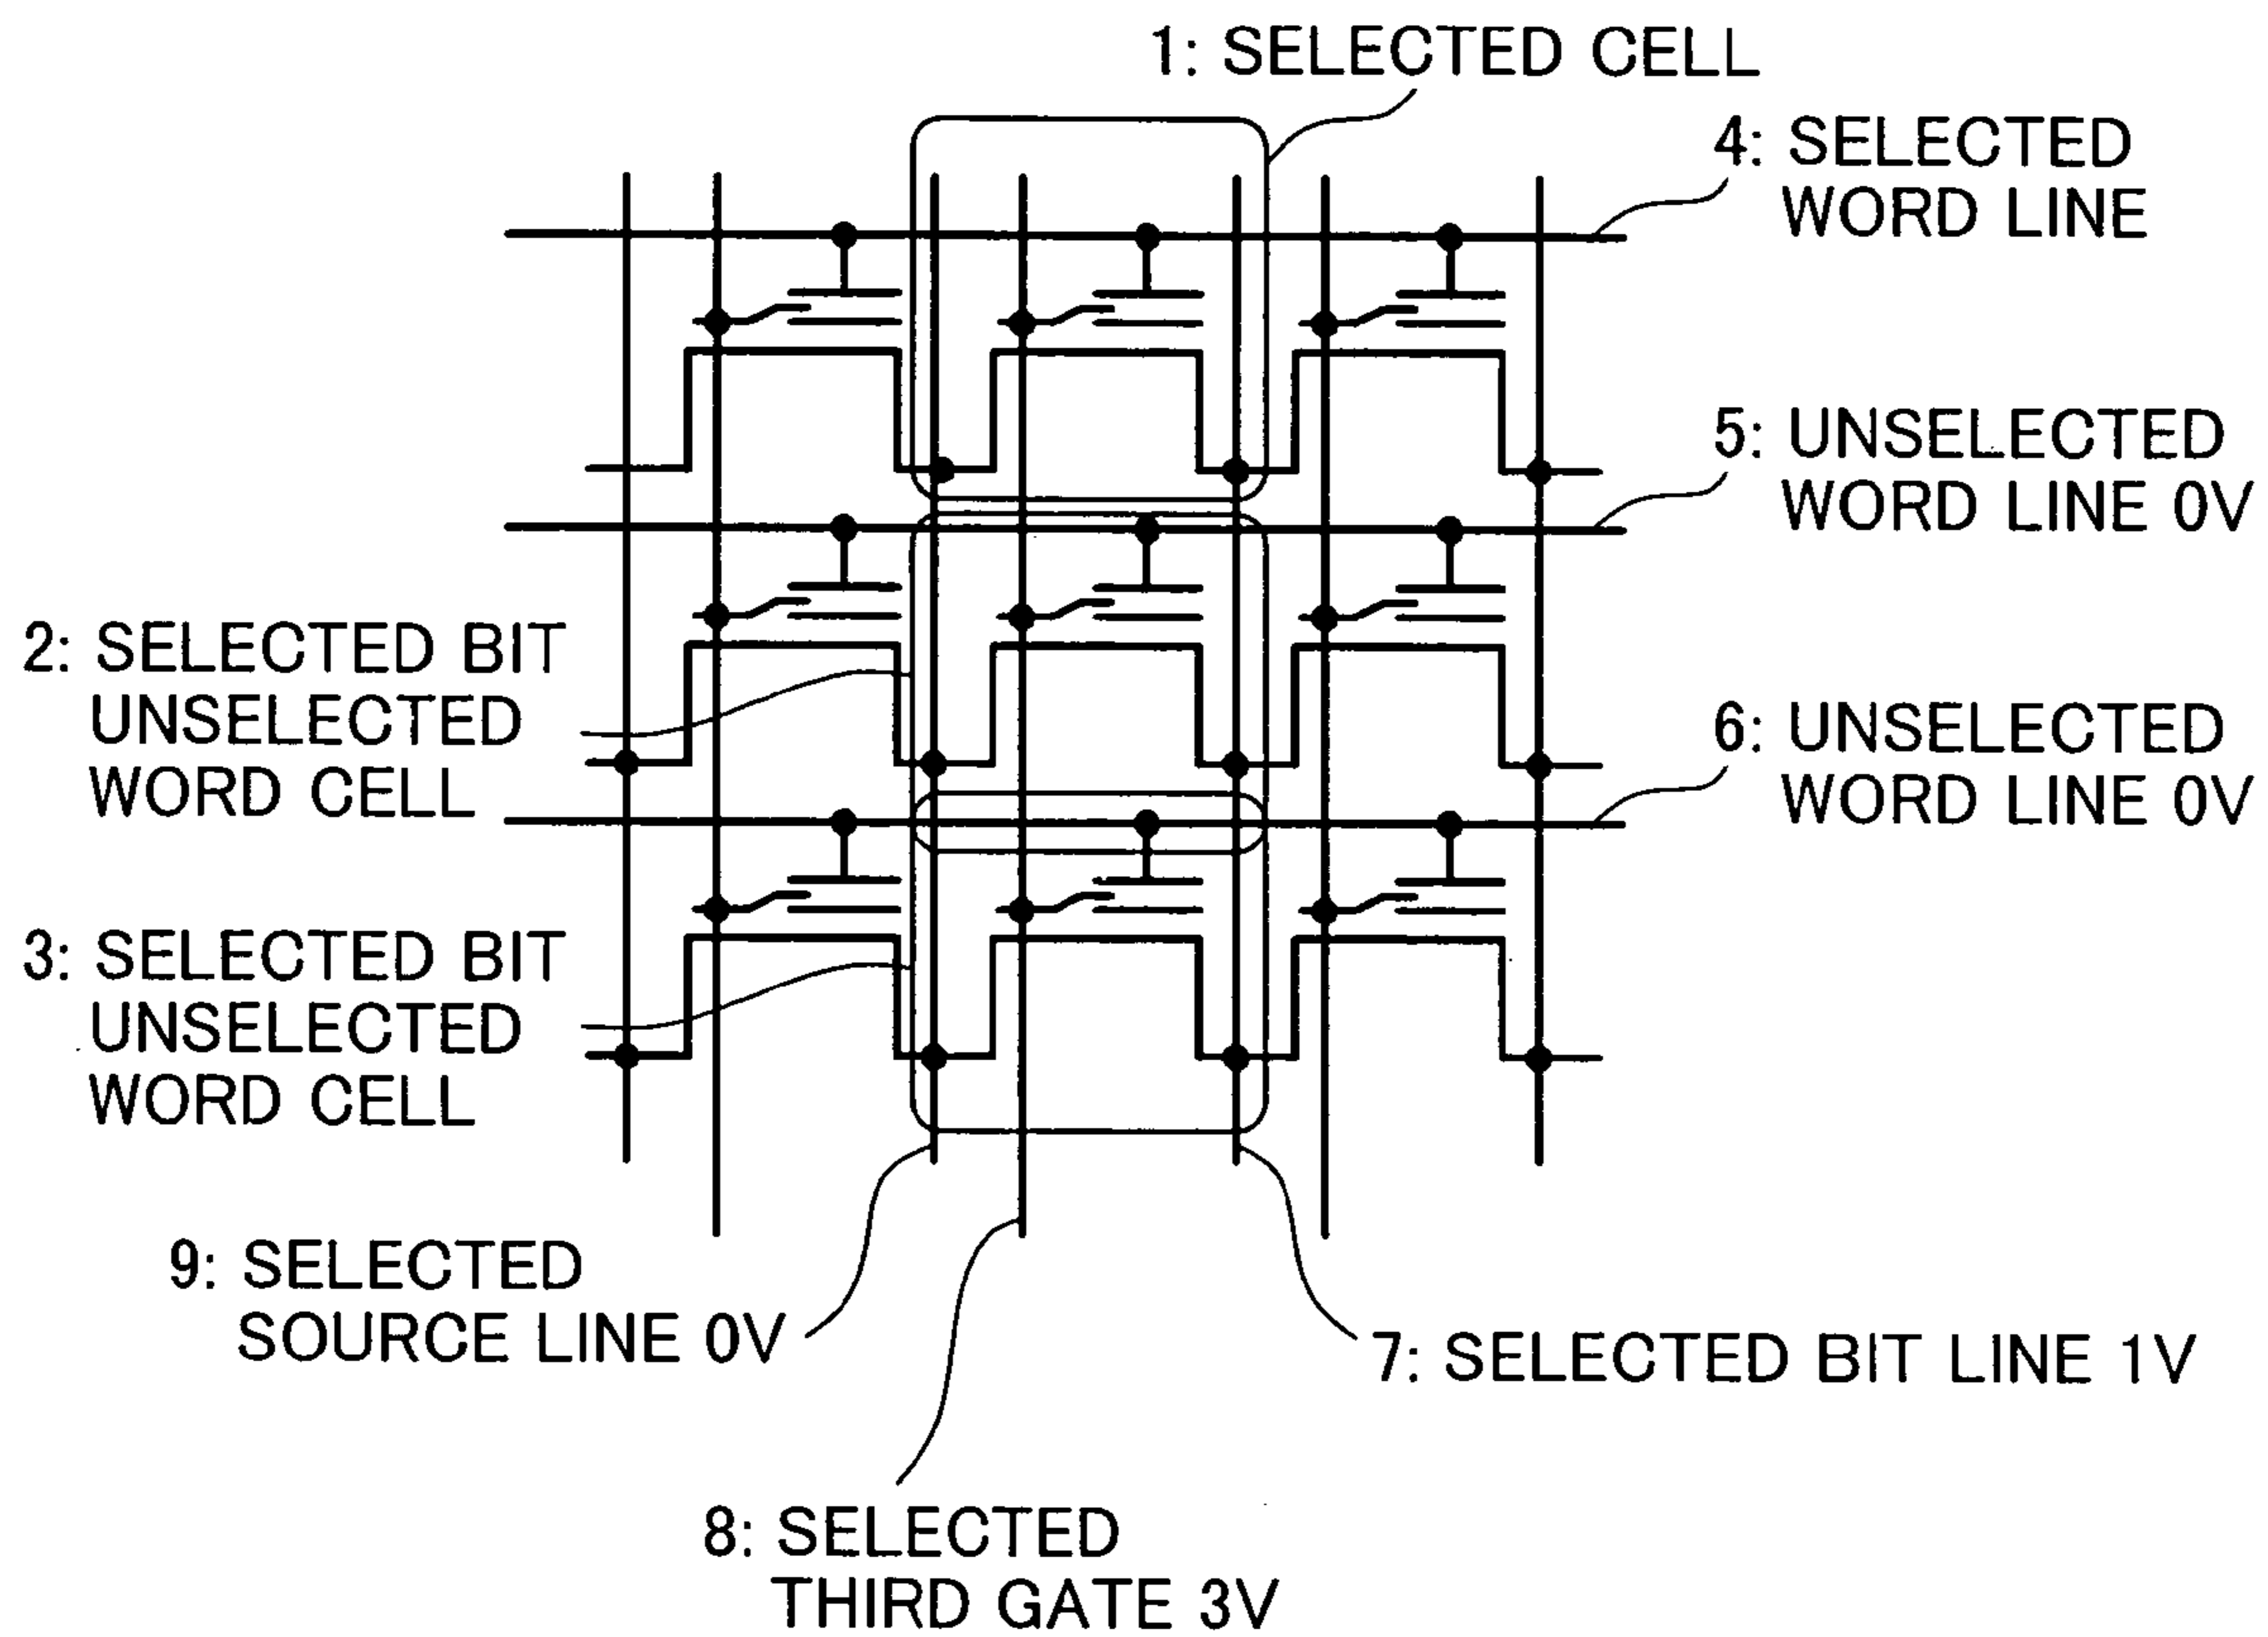 1: SELECTED CELL
4: SELECTED
WORD LINE
5: UNSELECTED
WORD LINE 0V
2: SELECTED BIT
UNSELECTED
WORD CELL
6: UNSELECTED
WORD LINE 0V
3: SELECTED BIT
UNSELECTED
WORD CELL
9: SELECTED
SOURCE LINE 0V
7: SELECTED BIT LINE 1V
8: SELECTED
THIRD GATE 3V